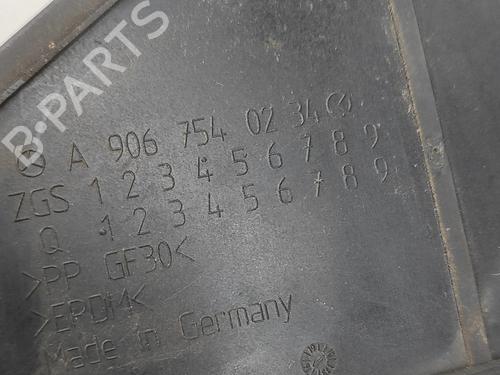 B-PARTS
A 906 754 02 34
ZGS 1 2 3 4 5 6 7 8 9
Q 1 2 3 4 5 6 7 8 9
>PP GF30<
>EPDM<
Made in Germany